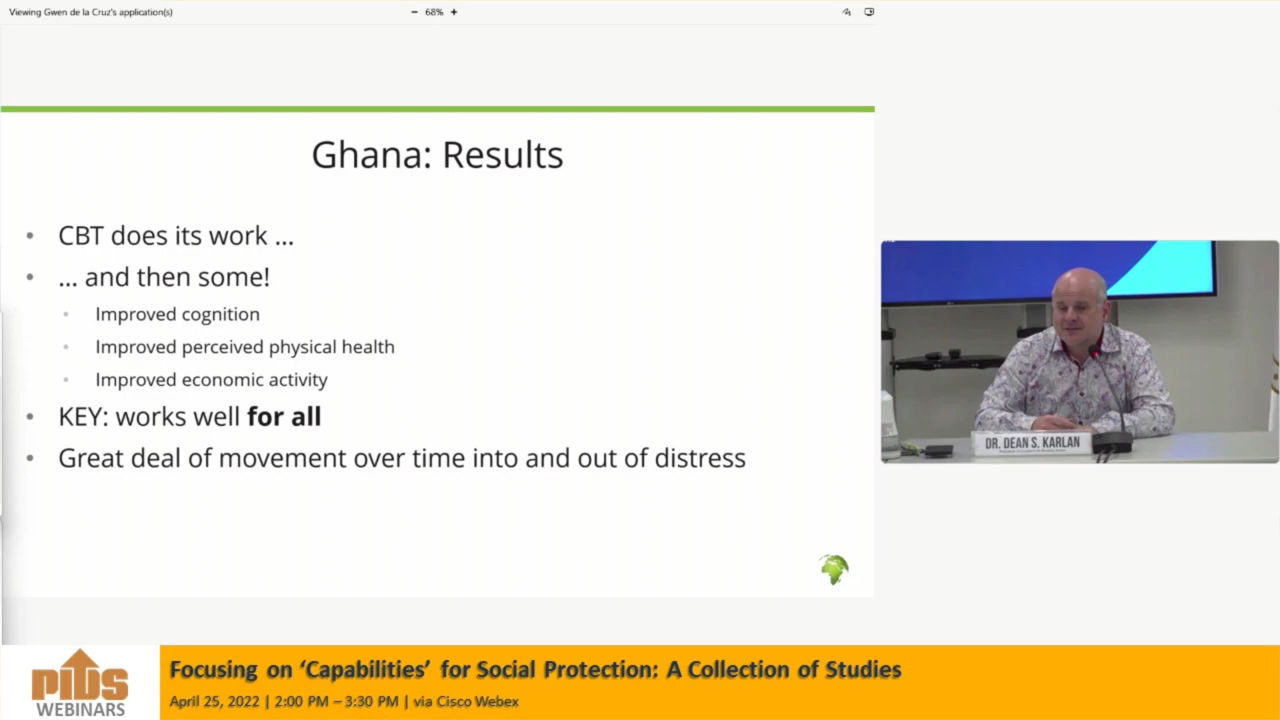 Viewing Gwen de la Cruz's application(s)
− 68% +
Ghana: Results
• CBT does its work ...
• ... and then some!
• Improved cognition
• Improved perceived physical health
• Improved economic activity
• KEY: works well for all
• Great deal of movement over time into and out of distress
DR. DEAN S. KARLAN
PIDS
WEBINARS
Focusing on ‘Capabilities’ for Social Protection: A Collection of Studies
April 25, 2022 | 2:00 PM – 3:30 PM | via Cisco Webex